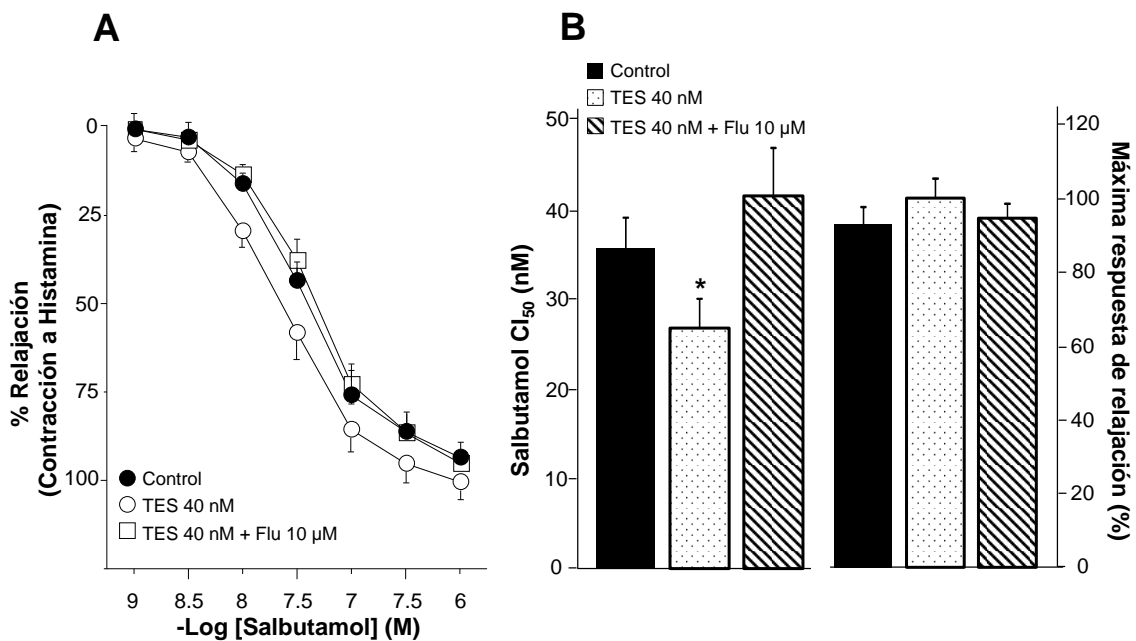 A
0
25
50
75
100
% Relajación
(Contracción a Histamina)
Control
TES 40 nM
TES 40 nM + Flu 10 µM
9 8.5 8 7.5 7 7.5 6
-Log [Salbutamol] (M)
B
Control
TES 40 nM
TES 40 nM + Flu 10 µM
50
40
30
20
10
0
Salbutamol CI50 (nM)
*
120
100
80
60
40
20
0
Máxima respuesta de relajación (%)